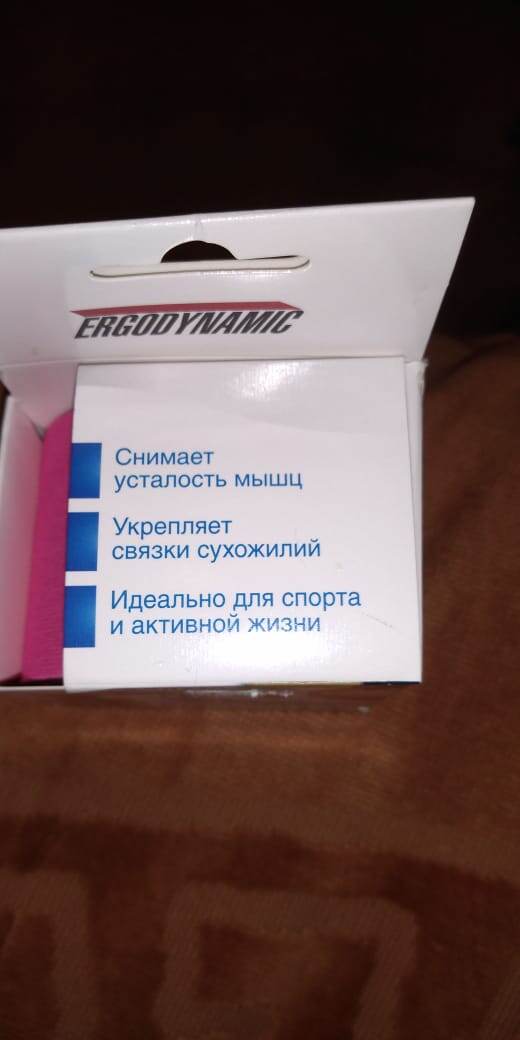 ERGODYNAMIC
Снимает
усталость мышц
Укрепляет
связки сухожилий
Идеально для спорта
и активной жизни